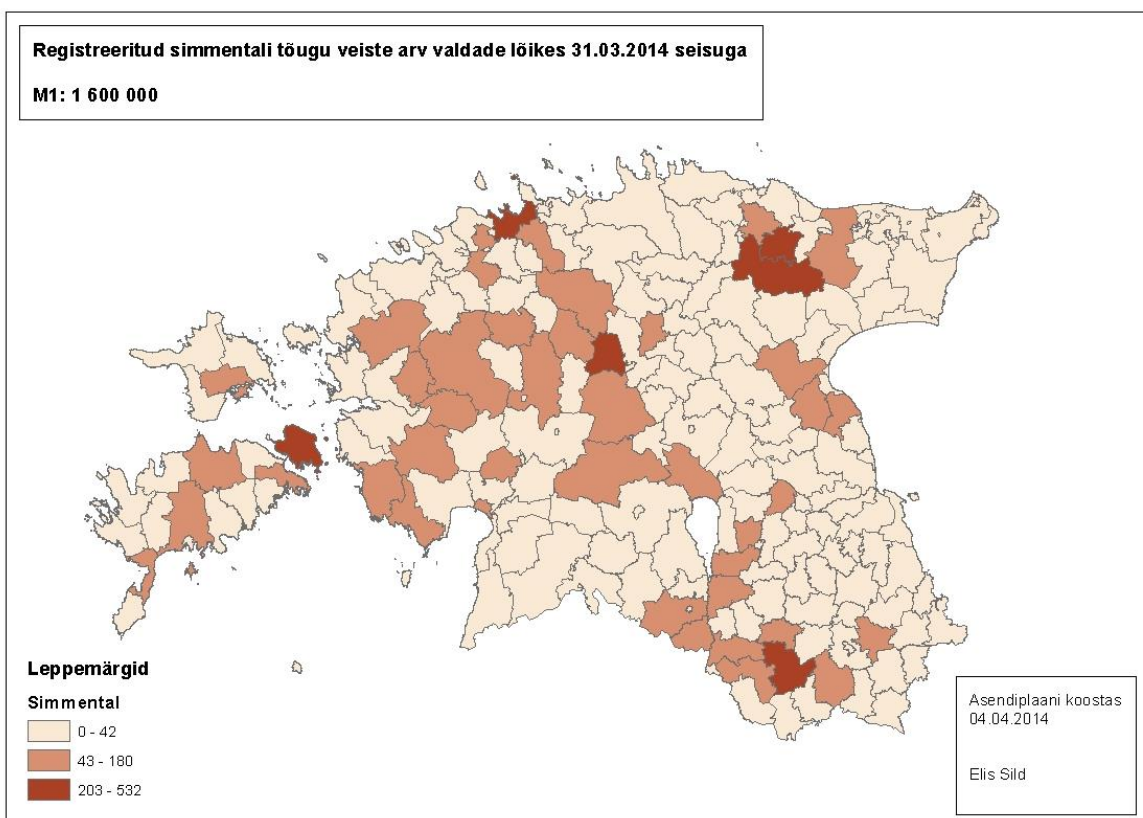 Registreeritud simmentali tõugu veiste arv valdade lõikes 31.03.2014 seisuga
M1: 1 600 000
Leppemärgid
Simmental
0 - 42
43 - 180
203 - 532
Asendiplaani koostas
04.04.2014
Elis Sild